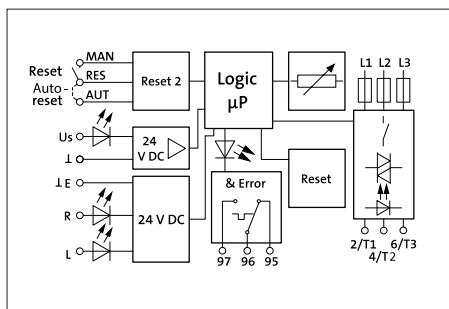 MAN
L1 L2 L3
Reset
RES
Reset 2
Logic
µP
Auto-
reset
AUT
Us
24
V DC
⊥
⊥E
& Error
Reset
R
24 V DC
L
97 96 95
2/T1 6/T3
4/T2